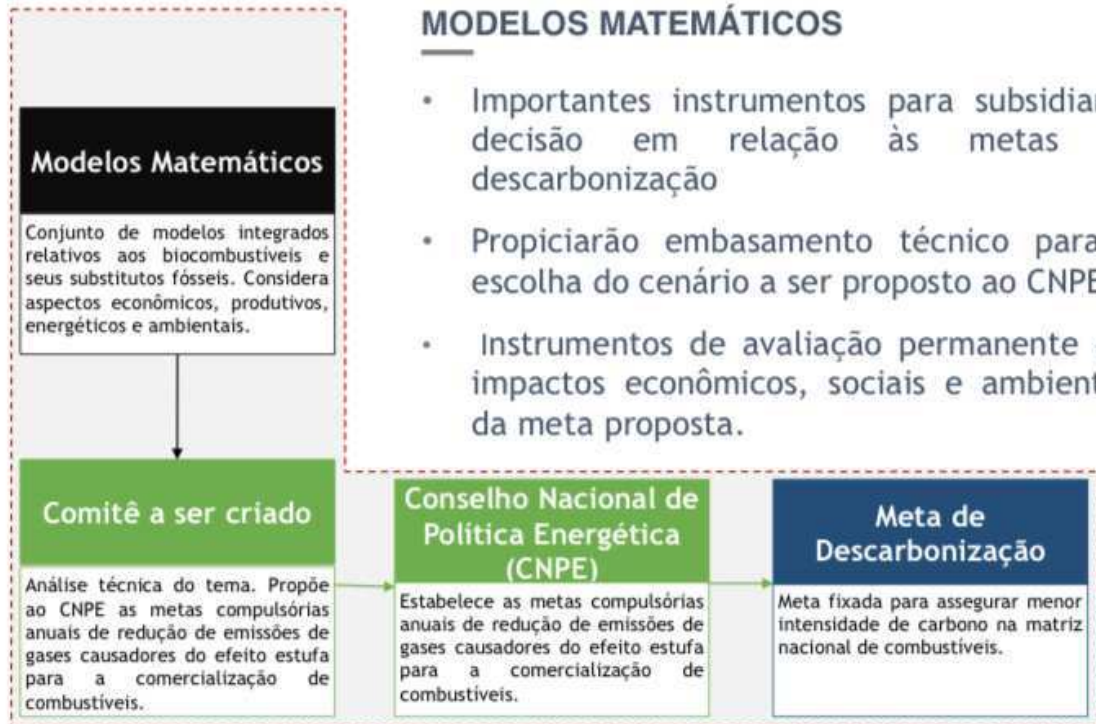 MODELOS MATEMÁTICOS
• Importantes instrumentos para subsidiar
decisão em relação às metas
descarbonização
• Propiciarão embasamento técnico para
escolha do cenário a ser proposto ao CNPE
• Instrumentos de avaliação permanente
impactos econômicos, sociais e
da meta proposta.
Modelos Matemáticos
Conjunto de modelos integrados
relativos aos biocombustíveis e
seus substitutos fósseis. Considera
aspectos econômicos, produtivos,
energéticos e ambientais.
Comitê a ser criado
Análise técnica do tema. Propõe
ao CNPE as metas compulsórias
anuais de redução de emissões de
gases causadores do efeito estufa
para a comercialização de
combustíveis.
Conselho Nacional de
Política Energética
(CNPE)
Estabelece as metas compulsórias
anuais de redução de emissões de
gases causadores do efeito estufa
para a comercialização de
combustíveis.
Meta de
Descarbonização
Meta fixada para assegurar menor
intensidade de carbono na matriz
nacional de combustíveis.